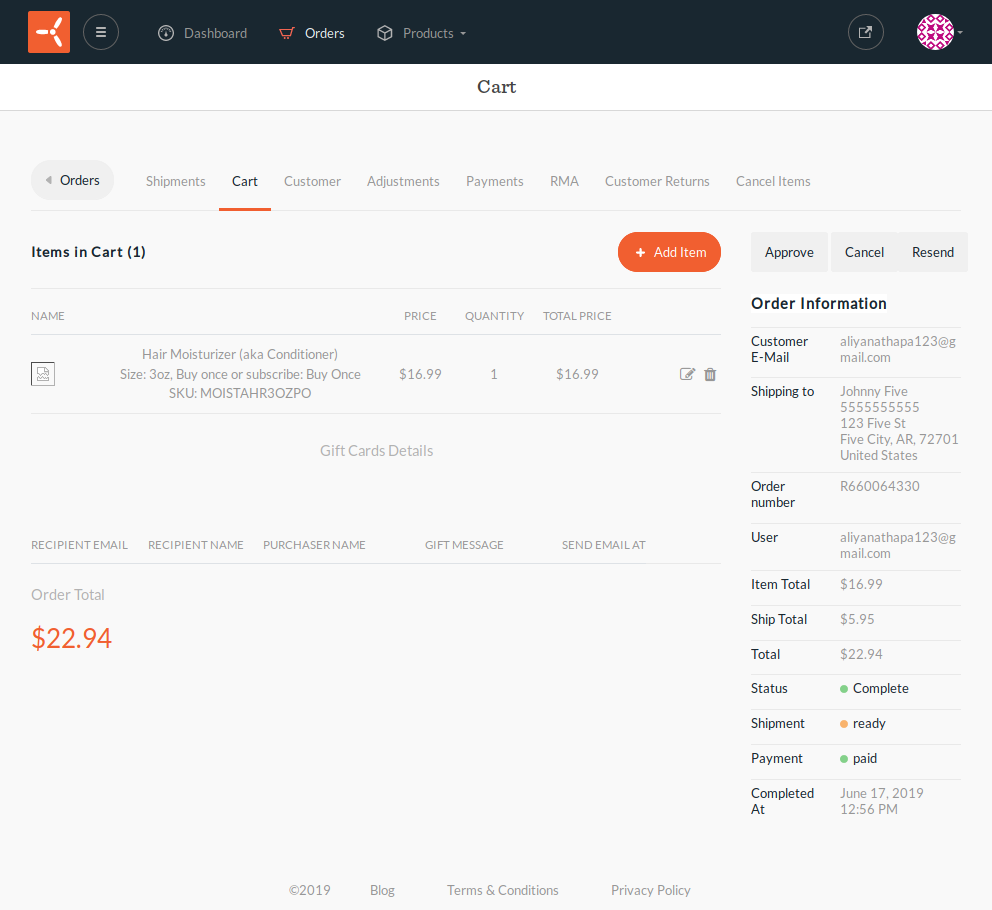 Dashboard Orders Products
Cart
Orders Shipments Cart Customer Adjustments Payments RMA Customer Returns Cancel Items
Items in Cart (1)
Add Item
NAME PRICE QUANTITY TOTAL PRICE
Hair Moisturizer (aka Conditioner)
Size: 3oz, Buy once or subscribe: Buy Once
SKU: MOISTAHR3OZPO
$16.99 1 $16.99
Gift Cards Details
RECIPIENT EMAIL RECIPIENT NAME PURCHASER NAME GIFT MESSAGE SEND EMAIL AT
Order Total
$22.94
Approve Cancel Resend
Order Information
Customer
E-Mail
aliyanathapa123@g
mail.com
Shipping to
Johnny Five
5555555555
123 Five St
Five City, AR, 72701
United States
Order
number
R660064330
User
aliyanathapa123@g
mail.com
Item Total $16.99
Ship Total $5.95
Total $22.94
Status Complete
Shipment ready
Payment paid
Completed
At
June 17, 2019
12:56 PM
©2019 Blog Terms & Conditions Privacy Policy